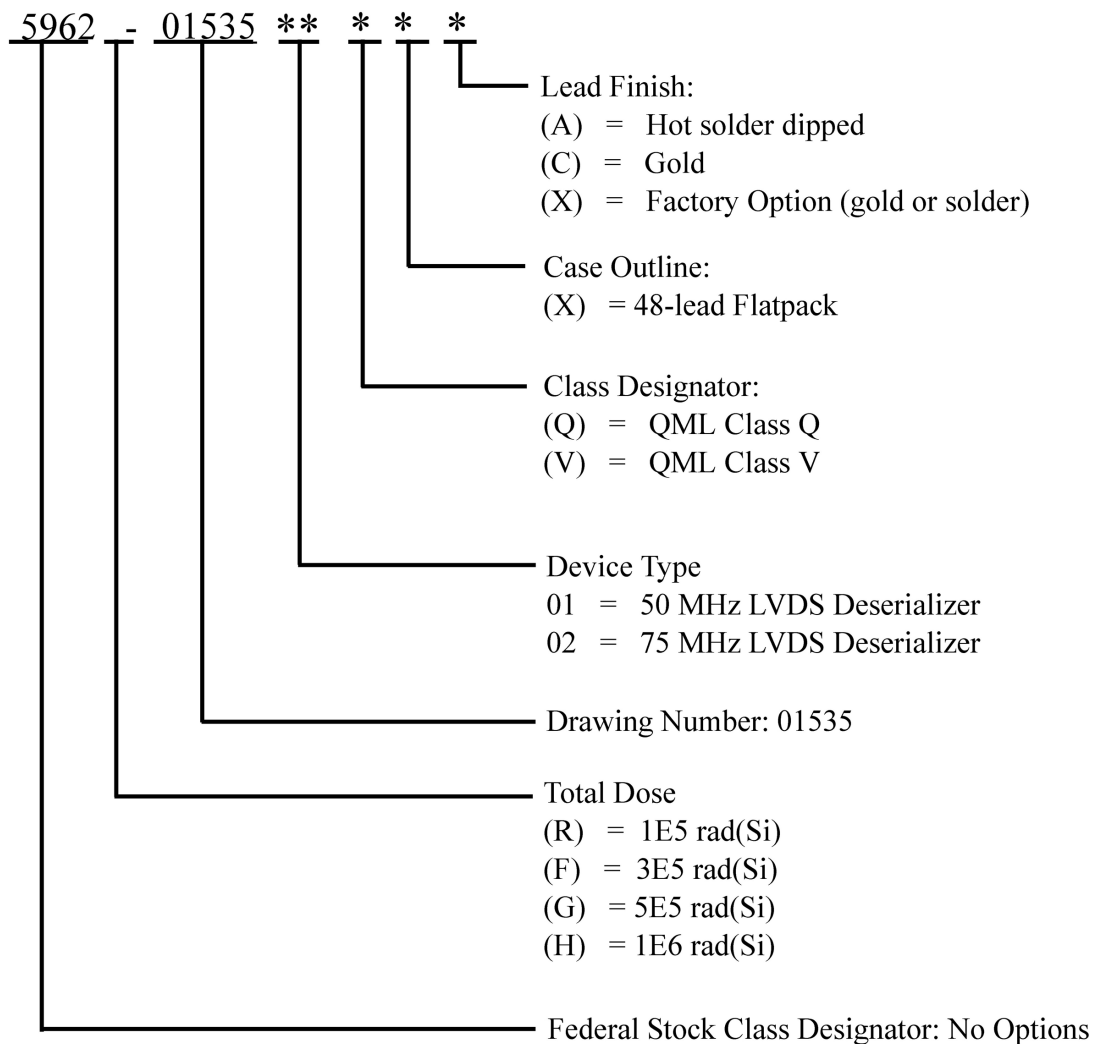 5962 - 01535 ** * * *
Lead Finish:
(A) = Hot solder dipped
(C) = Gold
(X) = Factory Option (gold or solder)
Case Outline:
(X) = 48-lead Flatpack
Class Designator:
(Q) = QML Class Q
(V) = QML Class V
Device Type
01 = 50 MHz LVDS Deserializer
02 = 75 MHz LVDS Deserializer
Drawing Number: 01535
Total Dose
(R) = 1E5 rad(Si)
(F) = 3E5 rad(Si)
(G) = 5E5 rad(Si)
(H) = 1E6 rad(Si)
Federal Stock Class Designator: No Options